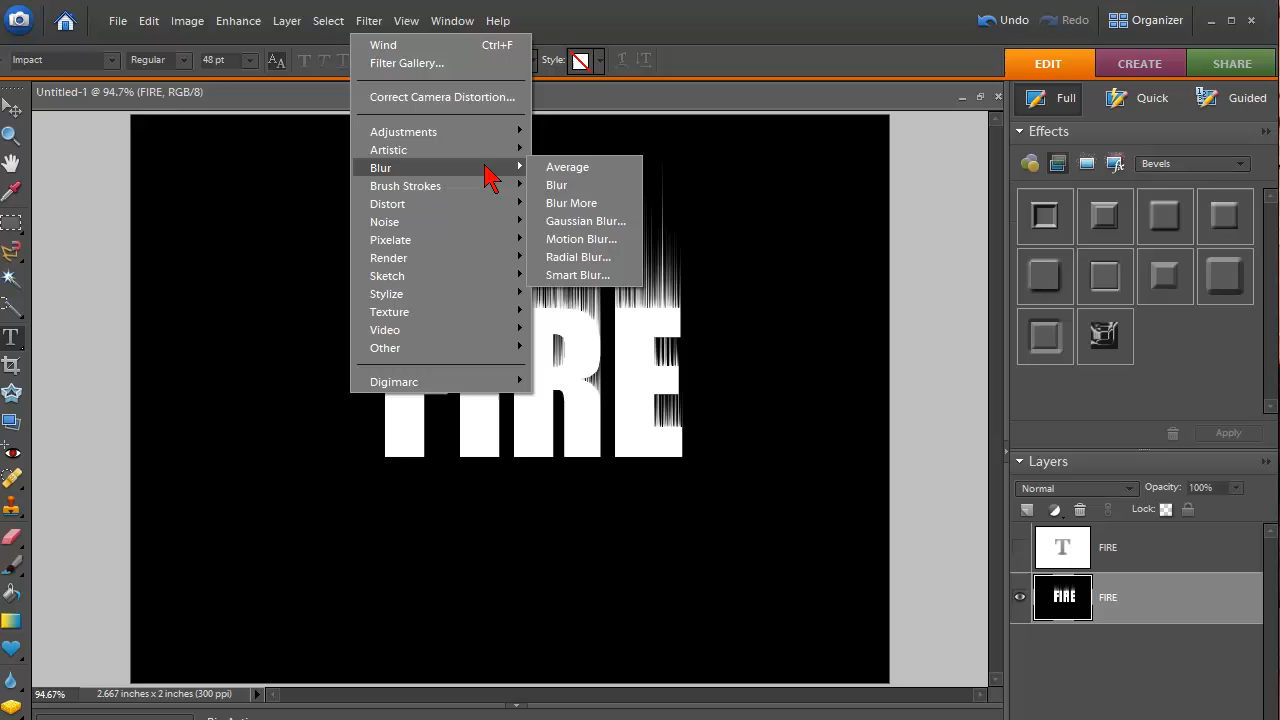 File Edit Image Enhance Layer Select Filter View Window Help Undo Redo Organizer
Impact Regular 48 pt Style: EDIT CREATE SHARE
Untitled-1 @ 94.7% (FIRE, RGB/8)
Full Quick Guided
Effects
Bevels
Apply
Wind Ctrl+F
Filter Gallery...
Correct Camera Distortion...
Adjustments
Artistic
Blur
Brush Strokes
Distort
Noise
Pixelate
Render
Sketch
Stylize
Texture
Video
Other
Digimarc
Average
Blur
Blur More
Gaussian Blur...
Motion Blur...
Radial Blur...
Smart Blur...
FIRE
Layers
Normal Opacity: 100%
Lock:
T FIRE
FIRE FIRE
94.67% 2.667 inches x 2 inches (300 ppi)